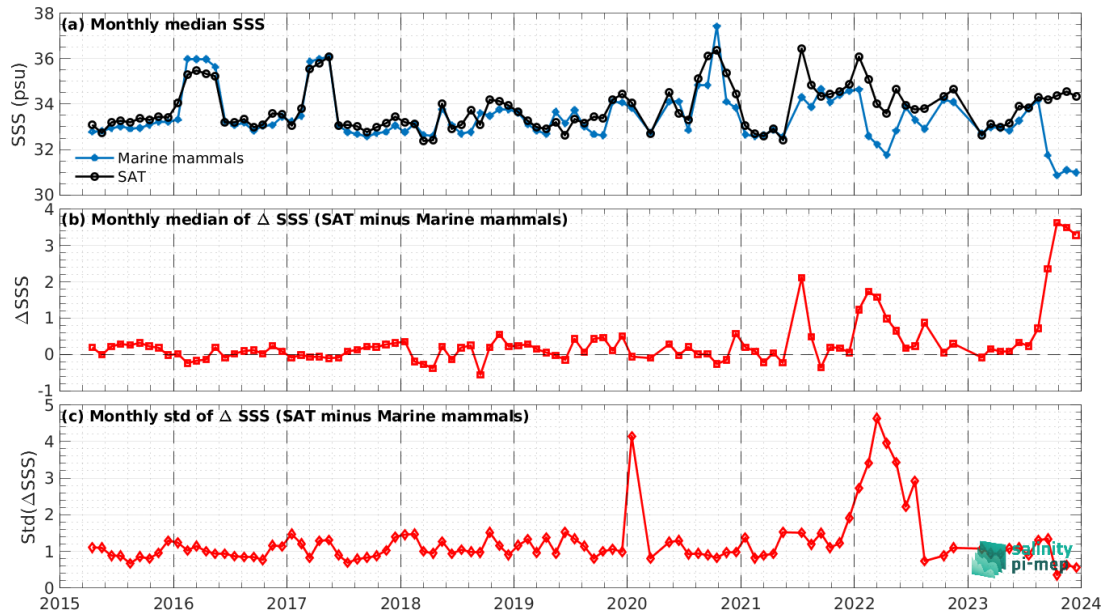 (a) Monthly median SSS
38
36
34
32
30
SSS (psu)
Marine mammals
SAT
(b) Monthly median of Δ SSS (SAT minus Marine mammals)
4
3
2
1
0
-1
ΔSSS
(c) Monthly std of Δ SSS (SAT minus Marine mammals)
5
4
3
2
1
0
Std(ΔSSS)
salinity
pi-mep
2015 2016 2017 2018 2019 2020 2021 2022 2023 2024